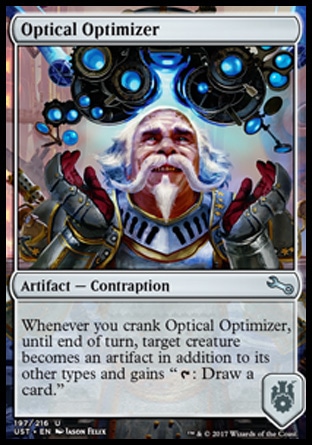 Optical Optimizer
Artifact — Contraption
Whenever you crank Optical Optimizer,
until end of turn, target creature
becomes an artifact in addition to its
other types and gains “ : Draw a
card.”
197/216 U
UST • EN Jason Felix
™ & © 2017 Wizards of the Coast